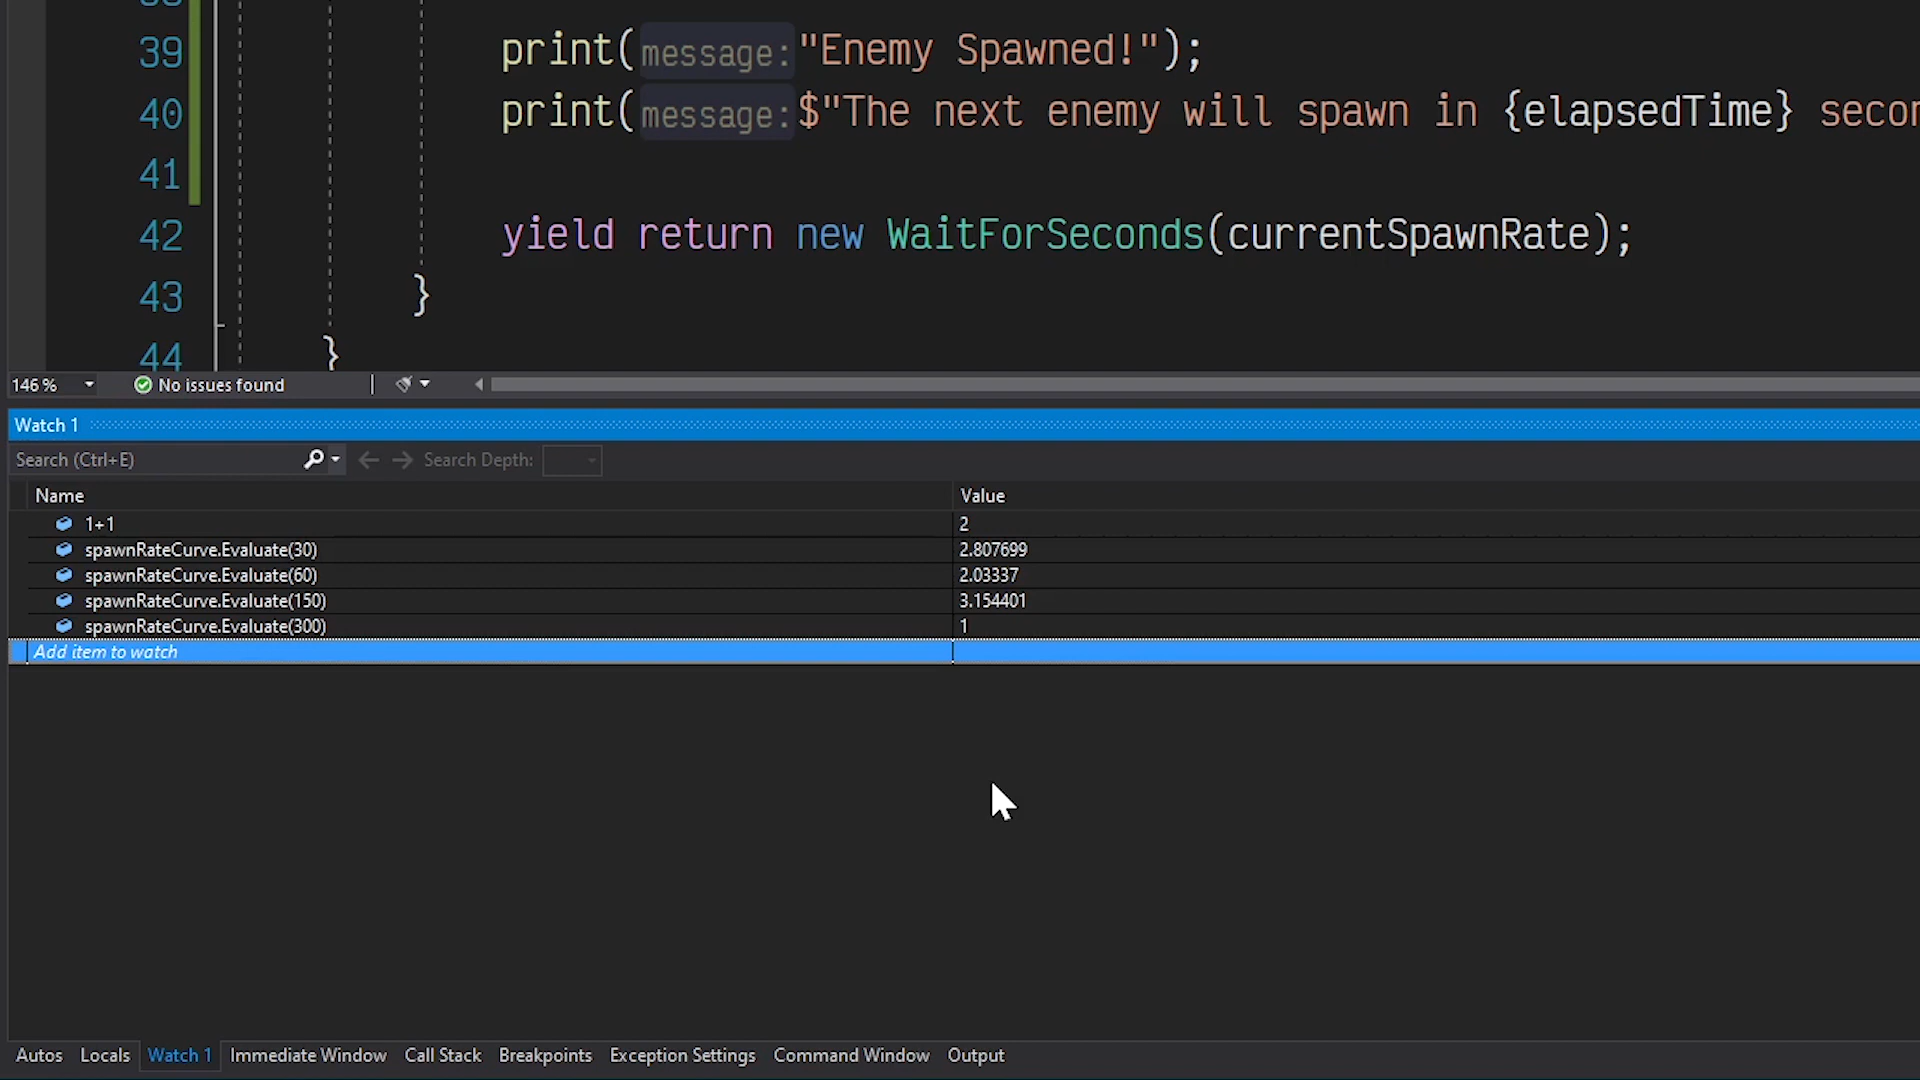 39 print(message:"Enemy Spawned!");
40 print(message:$"The next enemy will spawn in {elapsedTime}
41
42 yield return new WaitForSeconds(currentSpawnRate);
43 }
44 }
146 % No issues found
Watch 1
Search (Ctrl+E) Search Depth:
Name Value
1+1 2
spawnRateCurve.Evaluate(30) 2.807699
spawnRateCurve.Evaluate(60) 2.03337
spawnRateCurve.Evaluate(150) 3.154401
spawnRateCurve.Evaluate(300) 1
Add item to watch
Autos Locals Watch 1 Immediate Window Call Stack Breakpoints Exception Settings Command Window Output